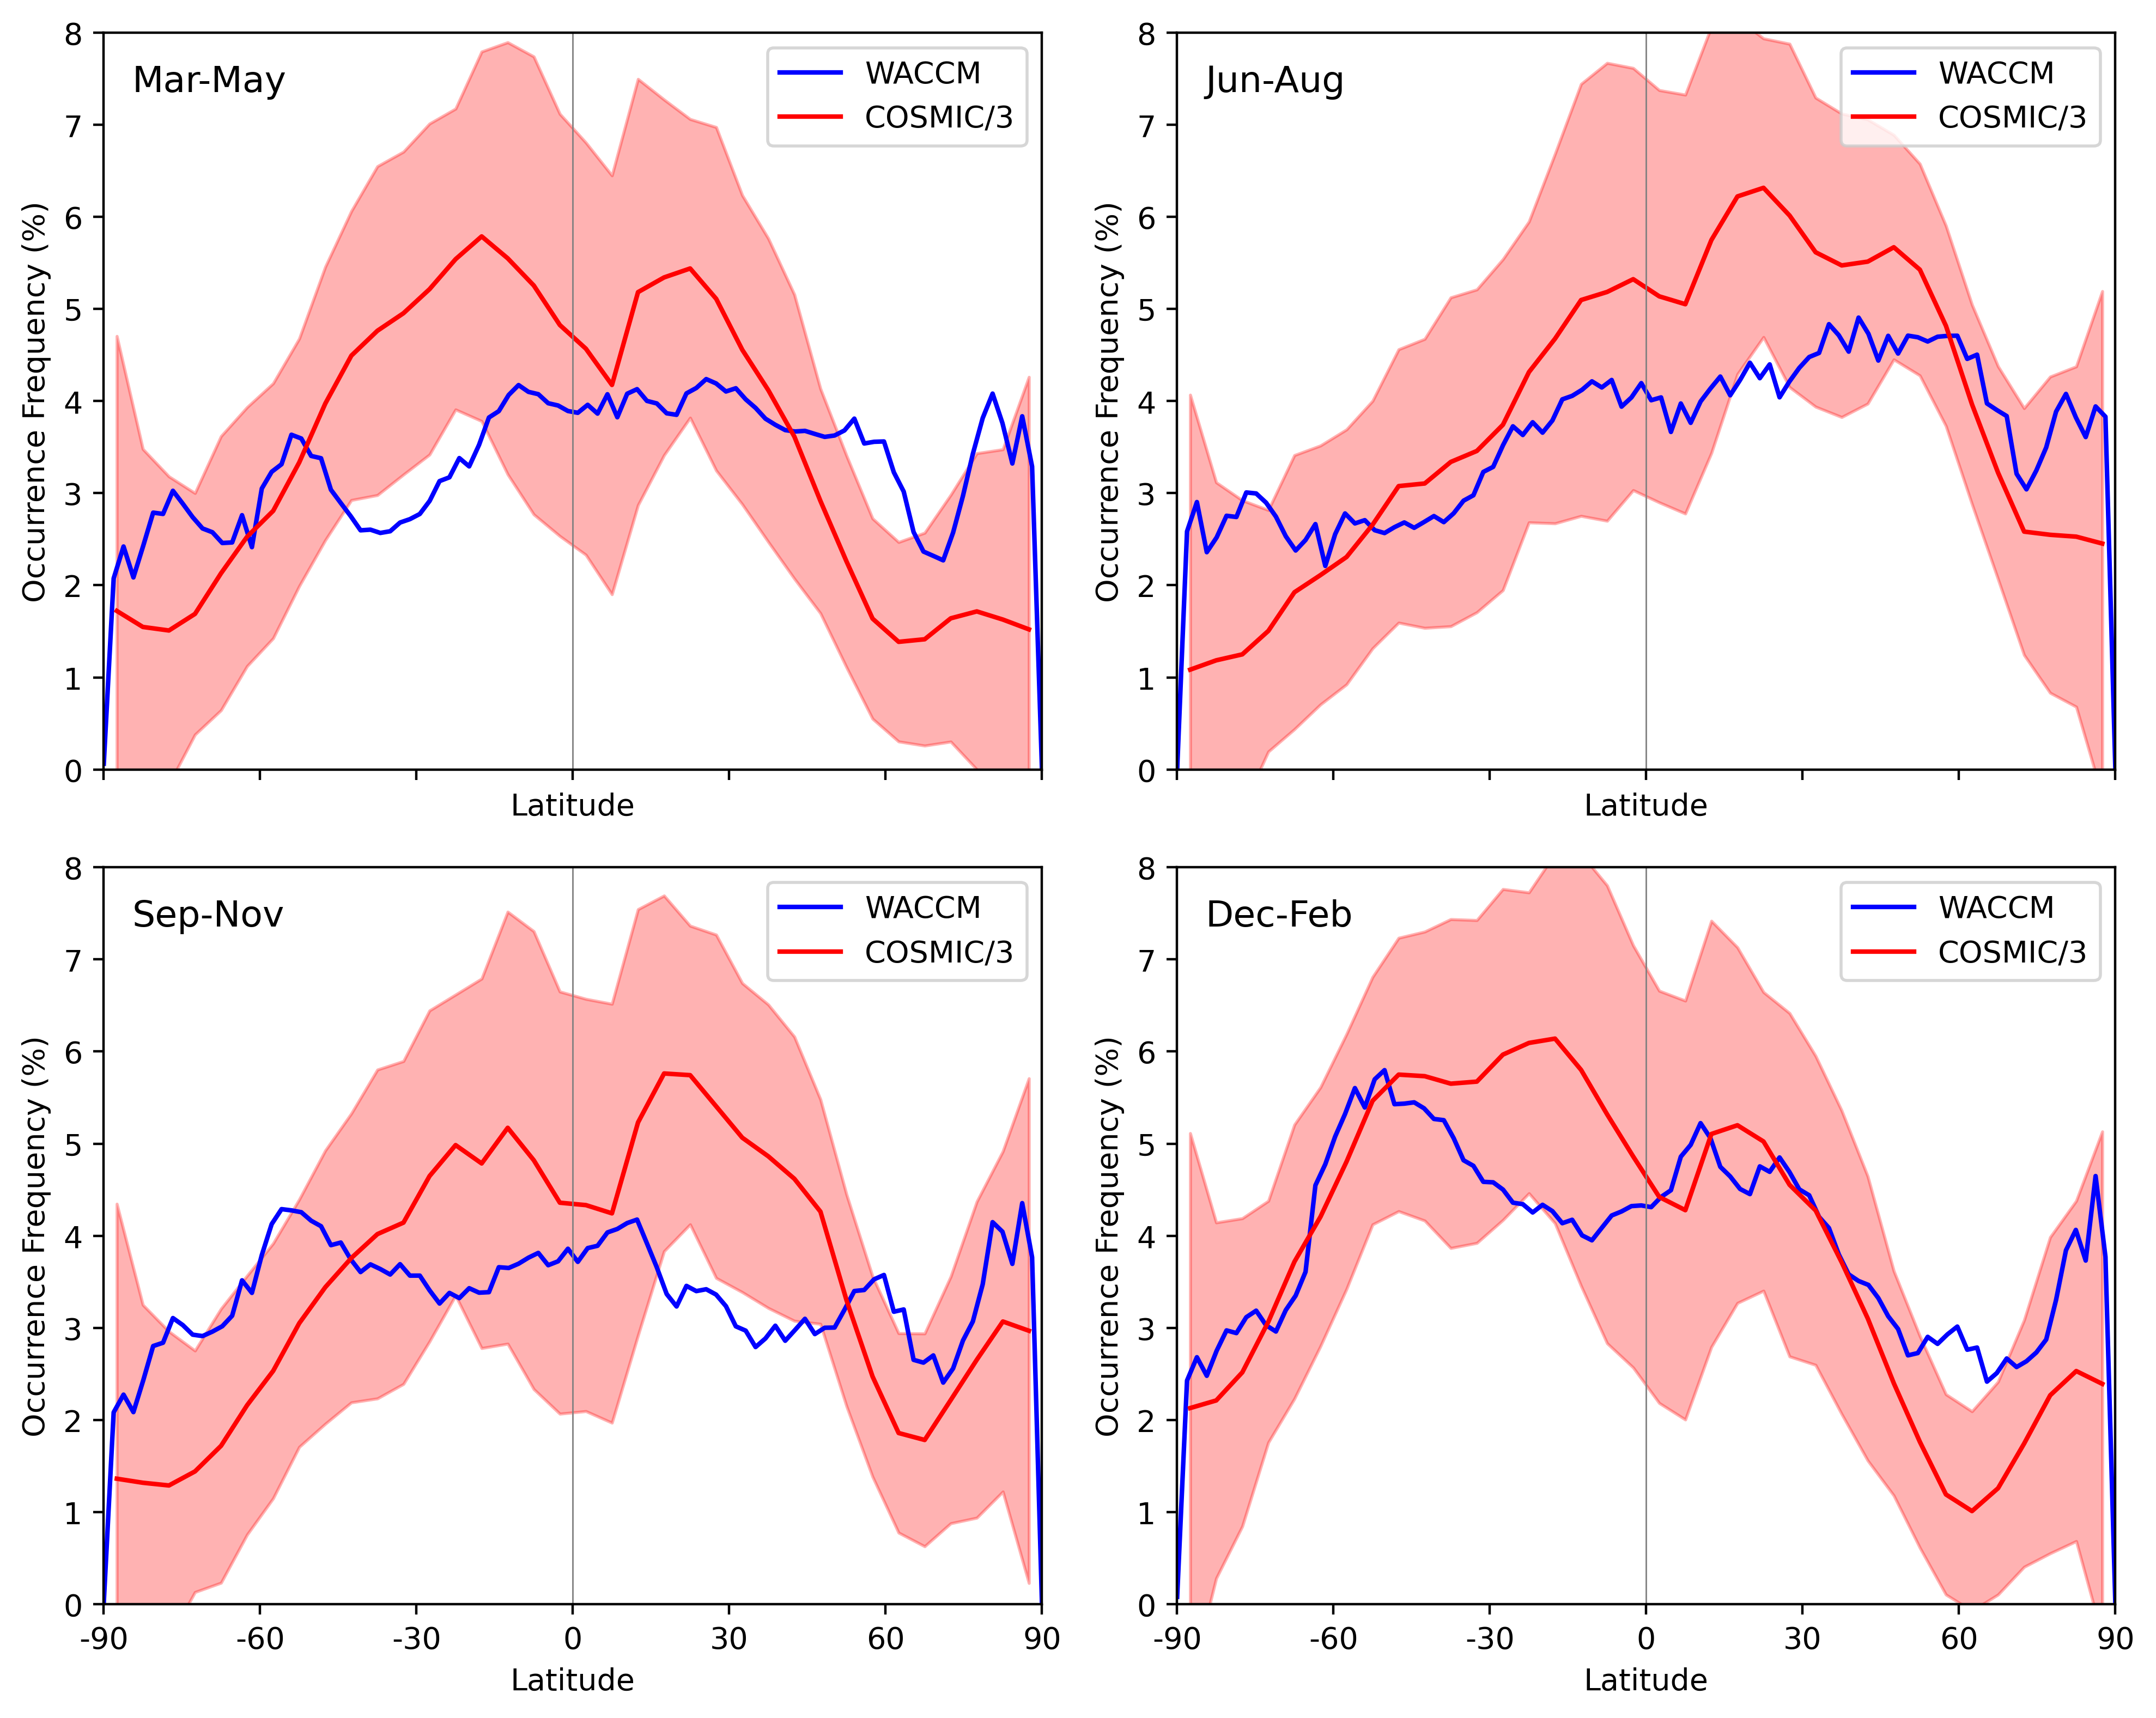 Mar-May
WACCM
COSMIC/3
Occurrence Frequency (%)
8
7
6
5
4
3
2
1
0
Latitude
Jun-Aug
WACCM
COSMIC/3
Occurrence Frequency (%)
8
7
6
5
4
3
2
1
0
Latitude
Sep-Nov
WACCM
COSMIC/3
Occurrence Frequency (%)
8
7
6
5
4
3
2
1
0
-90 -60 -30 0 30 60 90
Latitude
Dec-Feb
WACCM
COSMIC/3
Occurrence Frequency (%)
8
7
6
5
4
3
2
1
0
-90 -60 -30 0 30 60 90
Latitude